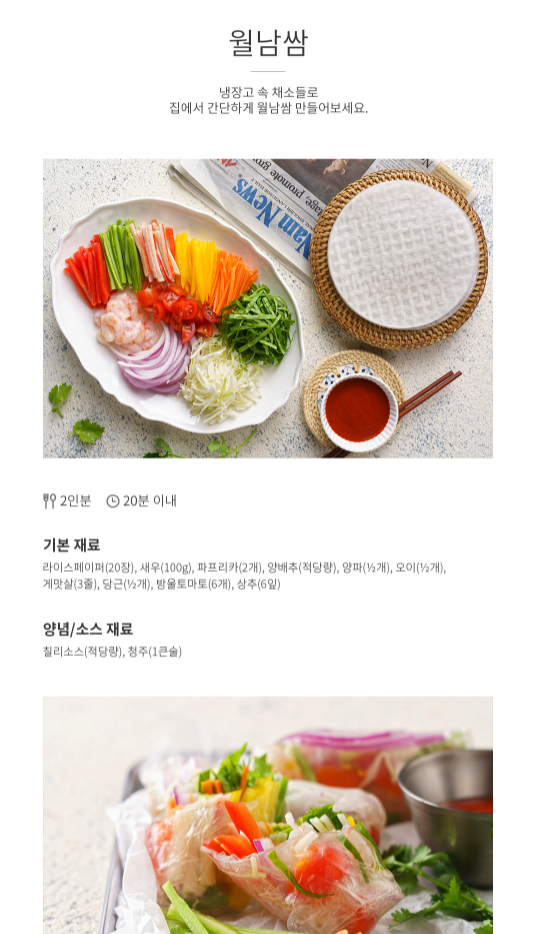 월남쌈
냉장고 속 채소들로
집에서 간단하게 월남쌈 만들어보세요.
Nam News
age, promote gro
2인분 20분 이내
기본 재료
라이스페이퍼(20장), 새우(100g), 파프리카(2개), 양배추(적당량), 양파(½개), 오이(½개),
게맛살(3줄), 당근(½개), 방울토마토(6개), 상추(6잎)
양념/소스 재료
칠리소스(적당량), 청주(1큰술)